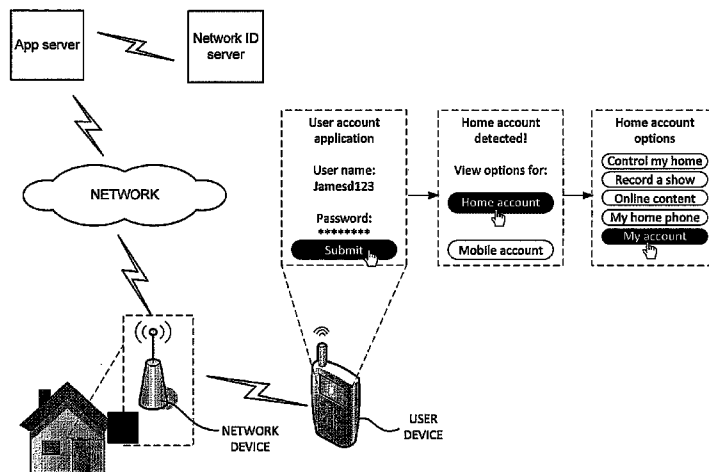 App server
Network ID
server
NETWORK
User account
application
User name:
Jamesd123
Password:
********
Submit
Home account
detected!
View options for:
Home account
Mobile account
Home account
options
Control my home
Record a show
Online content
My home phone
My account
NETWORK
DEVICE
USER
DEVICE